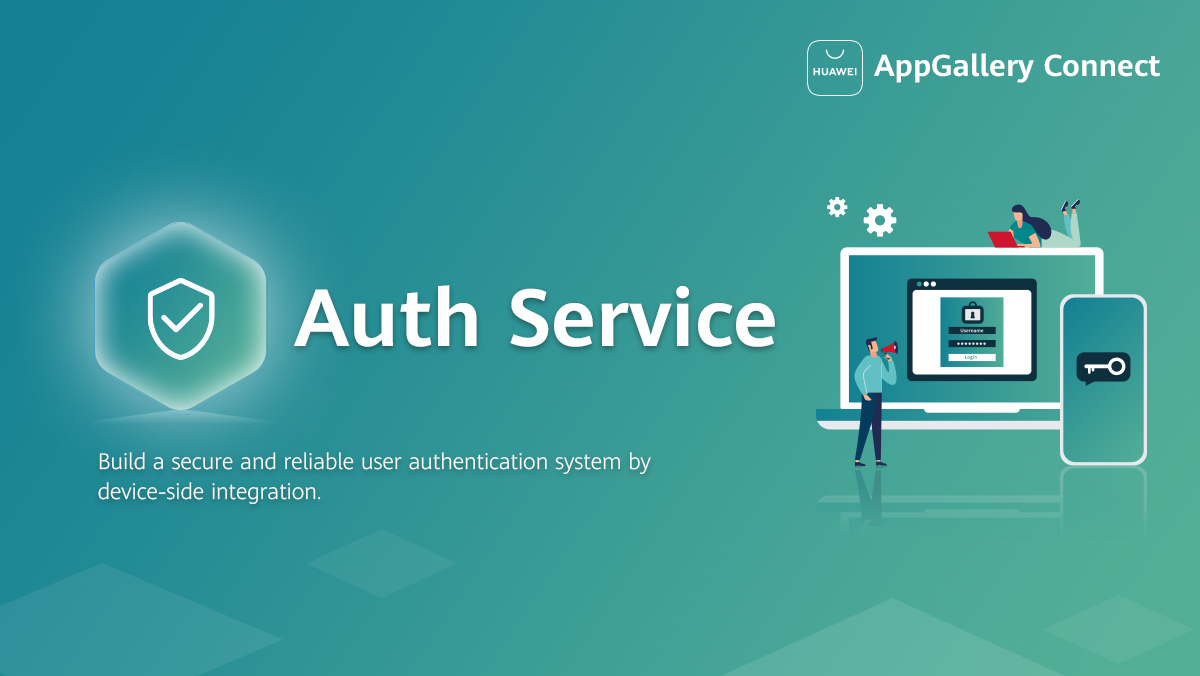 HUAWEI
AppGallery Connect
Auth Service
Build a secure and reliable user authentication system by
device-side integration.
Username
Login